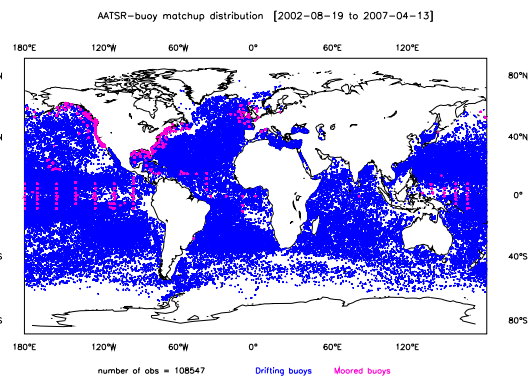 AATSR-buoy matchup distribution [2002-08-19 to 2007-04-13]
180°W 120°W 60°W 0° 60°E 120°E
80°N
40°N
0°
40°S
80°S
180°W 120°W 60°W 0° 60°E 120°E
number of obs = 108547 Drifting buoys Moored buoys